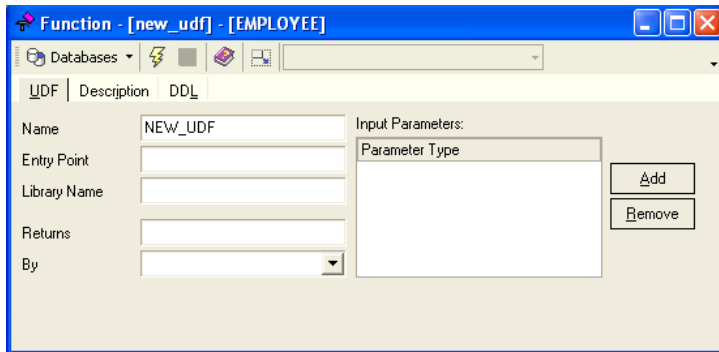 Function - [new_udf] - [EMPLOYEE]
Databases
UDF Description DDL
Name NEW_UDF
Entry Point
Library Name
Returns
By
Input Parameters:
Parameter Type
Add
Remove